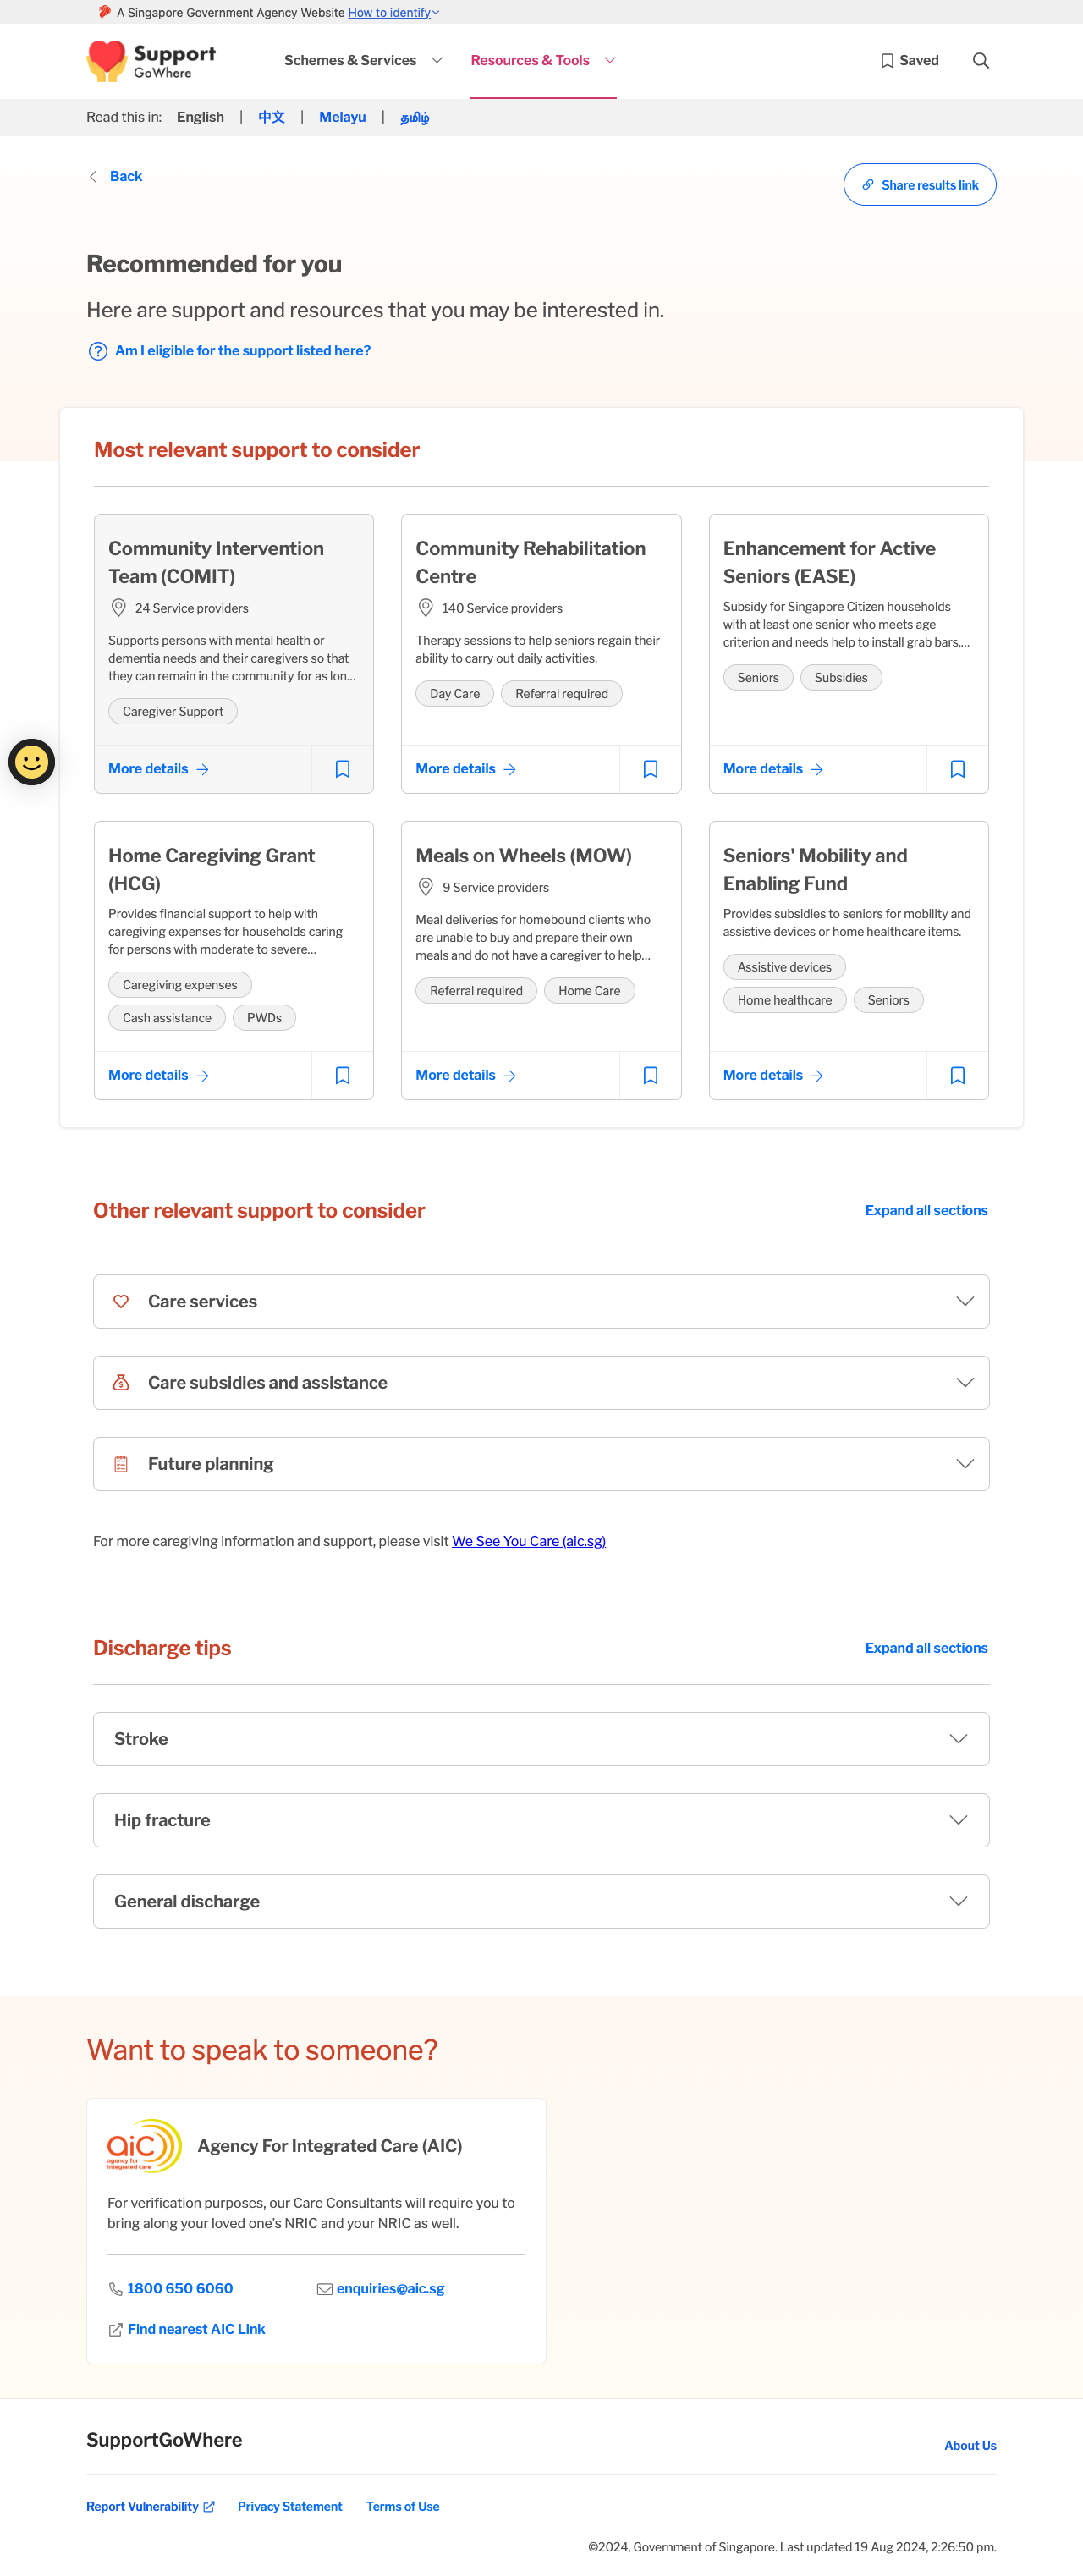 A Singapore Government Agency Website How to identify
Support
GoWhere
Schemes & Services
Resources & Tools
Saved
Read this in: English | 中文 | Melayu | தமிழ்
Back
Share results link
Recommended for you
Here are support and resources that you may be interested in.
Am I eligible for the support listed here?
Most relevant support to consider
Community Intervention
Team (COMIT)
24 Service providers
Supports persons with mental health or
dementia needs and their caregivers so that
they can remain in the community for as lon...
Caregiver Support
More details
Community Rehabilitation
Centre
140 Service providers
Therapy sessions to help seniors regain their
ability to carry out daily activities.
Day Care
Referral required
More details
Enhancement for Active
Seniors (EASE)
Subsidy for Singapore Citizen households
with at least one senior who meets age
criterion and needs help to install grab bars,...
Seniors
Subsidies
More details
Home Caregiving Grant
(HCG)
Provides financial support to help with
caregiving expenses for households caring
for persons with moderate to severe...
Caregiving expenses
Cash assistance
PWDs
More details
Meals on Wheels (MOW)
9 Service providers
Meal deliveries for homebound clients who
are unable to buy and prepare their own
meals and do not have a caregiver to help...
Referral required
Home Care
More details
Seniors' Mobility and
Enabling Fund
Provides subsidies to seniors for mobility and
assistive devices or home healthcare items.
Assistive devices
Home healthcare
Seniors
More details
Other relevant support to consider
Expand all sections
Care services
Care subsidies and assistance
Future planning
For more caregiving information and support, please visit We See You Care (aic.sg)
Discharge tips
Expand all sections
Stroke
Hip fracture
General discharge
Want to speak to someone?
aic
agency for
integrated care
Agency For Integrated Care (AIC)
For verification purposes, our Care Consultants will require you to
bring along your loved one's NRIC and your NRIC as well.
1800 650 6060
enquiries@aic.sg
Find nearest AIC Link
SupportGoWhere
About Us
Report Vulnerability
Privacy Statement
Terms of Use
©2024, Government of Singapore. Last updated 19 Aug 2024, 2:26:50 pm.